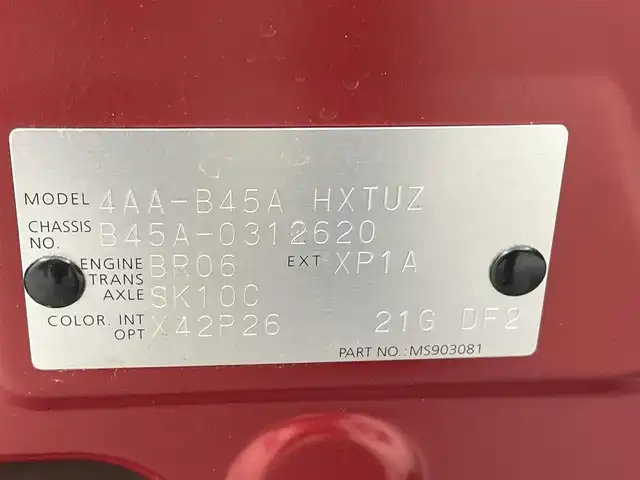 MODEL 4AA-B45A HXTUZ
CHASSIS NO. B45A-0312620
ENGINE BR06 EXT XP1A
TRANS AXLE SK10C
COLOR. INT OPT X42P26 21G DF2
PART NO.:MS903081